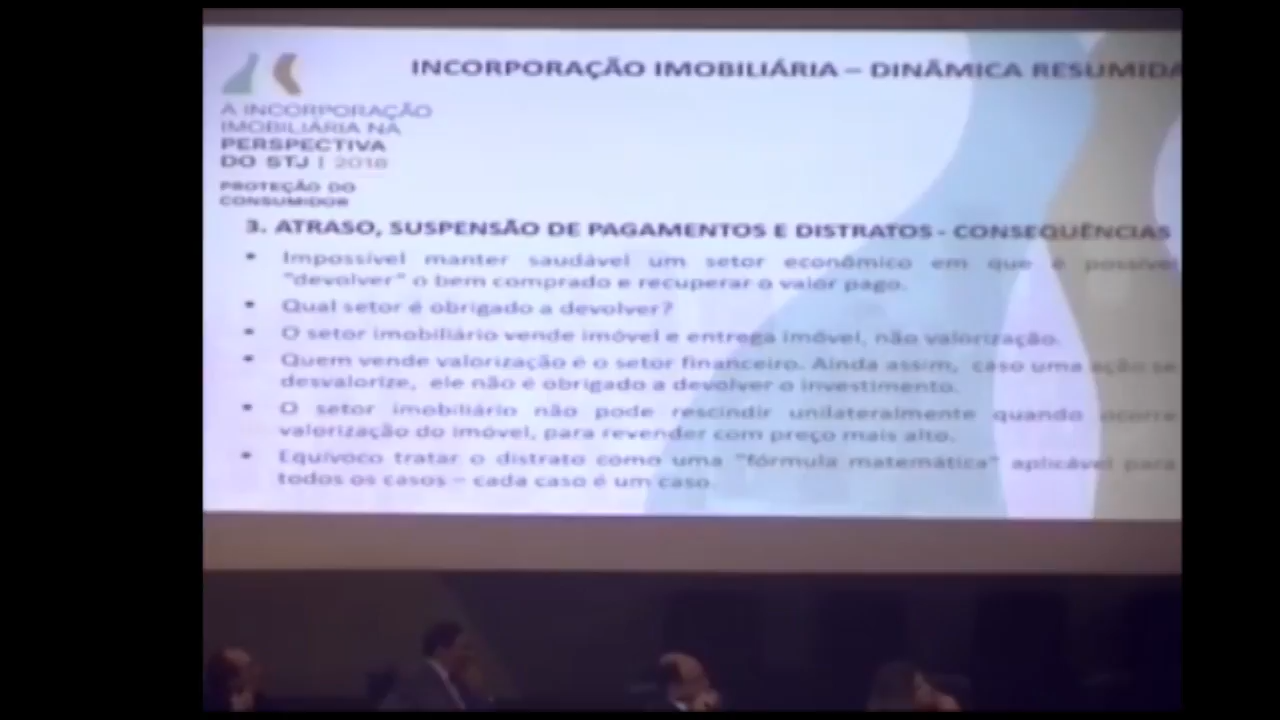 INCORPORAÇÃO IMOBILIÁRIA – DINÂMICA RESUMIDA
A INCORPORAÇÃO
IMOBILIÁRIA NA
PERSPECTIVA
DO STJ | 2018
PROTEÇÃO DO
CONSUMIDOR
3. ATRASO, SUSPENSÃO DE PAGAMENTOS E DISTRATOS - CONSEQUÊNCIAS
• Impossível manter saudável um setor econômico em que é possíve
"devolver" o bem comprado e recuperar o valor pago.
• Qual setor é obrigado a devolver?
• O setor imobiliário vende imóvel e entrega imóvel, não valorização.
• Quem vende valorização é o setor financeiro. Ainda assim, caso uma ação se
desvalorize, ele não é obrigado a devolver o investimento.
• O setor imobiliário não pode rescindir unilateralmente quando ocorre
valorização do imóvel, para revender com preço mais alto.
• Equívoco tratar o distrato como uma "fórmula matemática" aplicável para
todos os casos – cada caso é um caso.